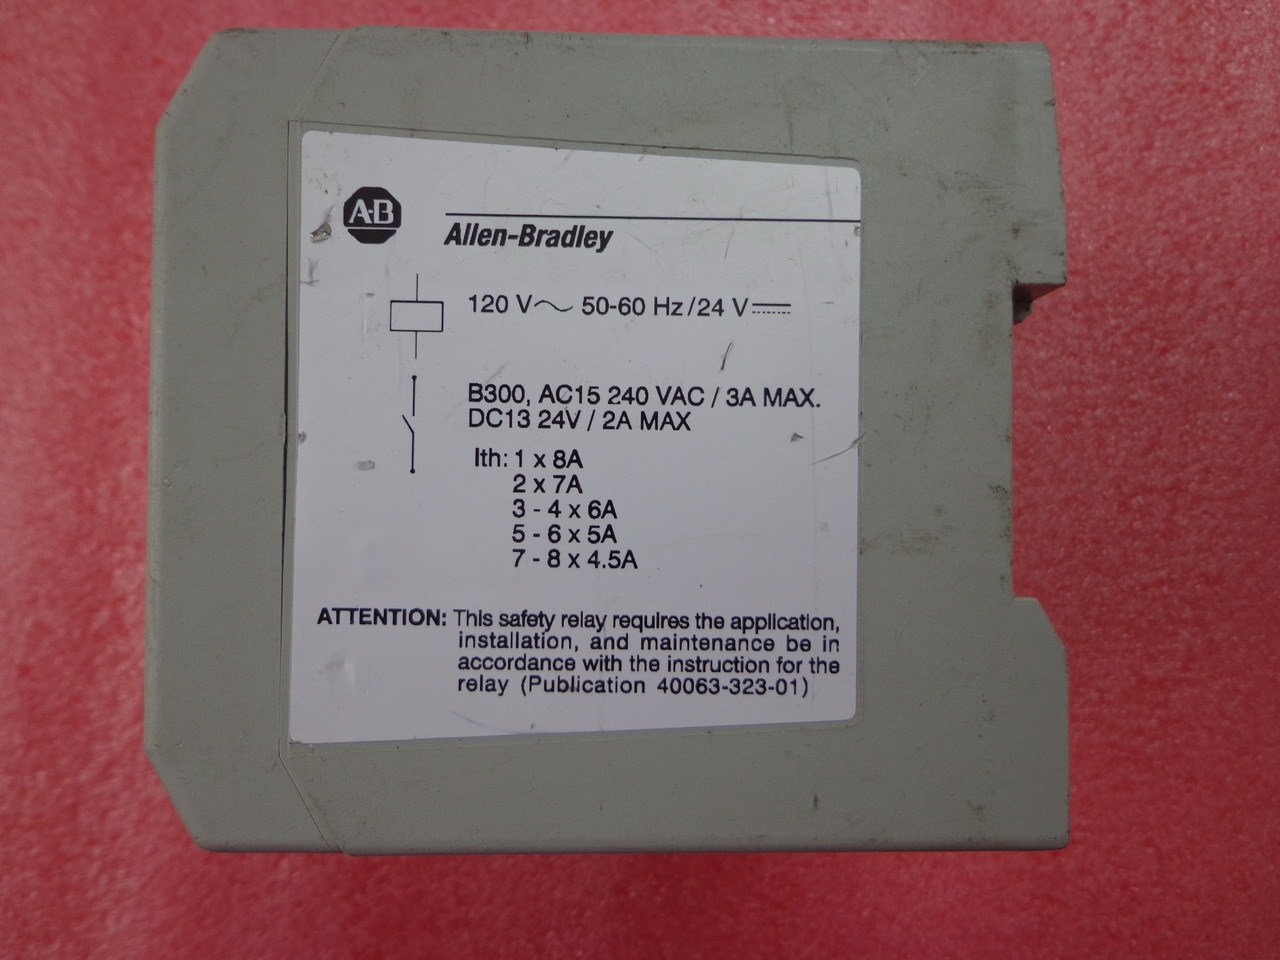 A-B
Allen-Bradley
120 V~ 50-60 Hz/24 V⎓
B300, AC15 240 VAC / 3A MAX.
DC13 24V / 2A MAX
Ith: 1 x 8A
2 x 7A
3 - 4 x 6A
5 - 6 x 5A
7 - 8 x 4.5A
ATTENTION: This safety relay requires the application,
installation, and maintenance be in
accordance with the instruction for the
relay (Publication 40063-323-01)